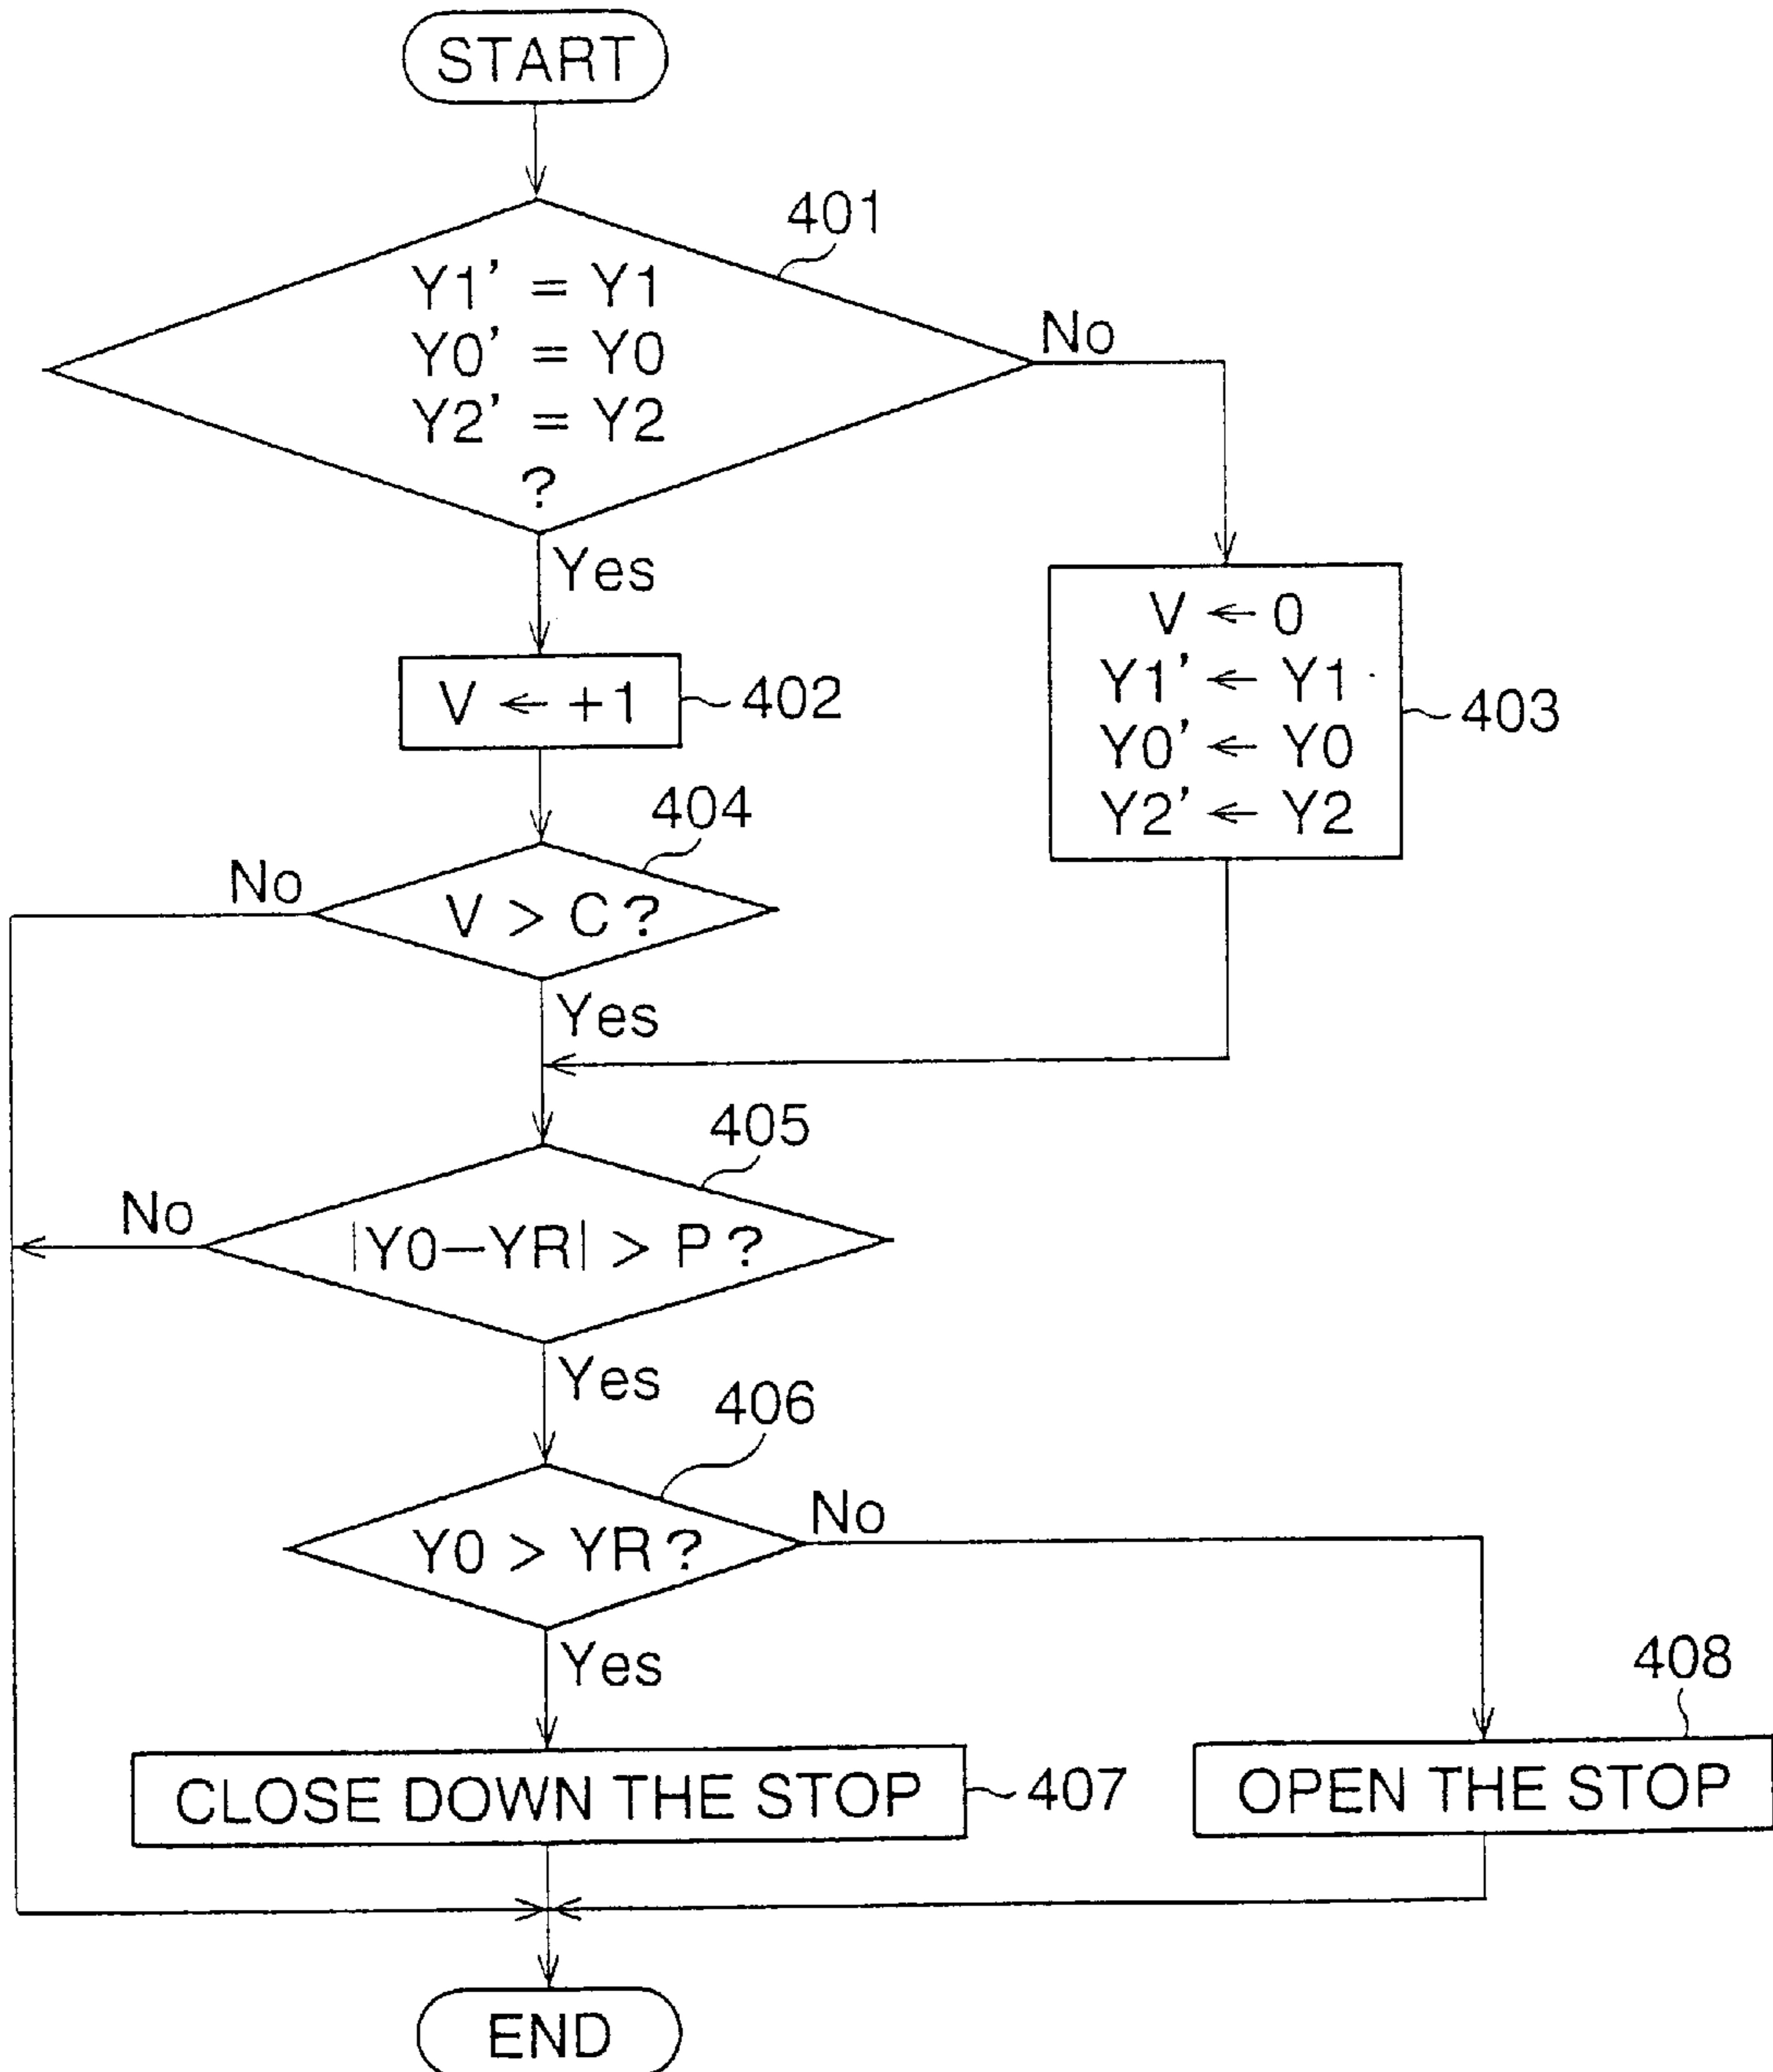 START
401
Y1' = Y1
Y0' = Y0
Y2' = Y2
?
No
Yes
V ← 0
Y1' ← Y1
Y0' ← Y0
Y2' ← Y2
403
V ← +1
402
404
No
V > C?
Yes
405
No
|Y0−YR| > P?
Yes
406
Y0 > YR?
No
Yes
408
CLOSE DOWN THE STOP
407
OPEN THE STOP
END